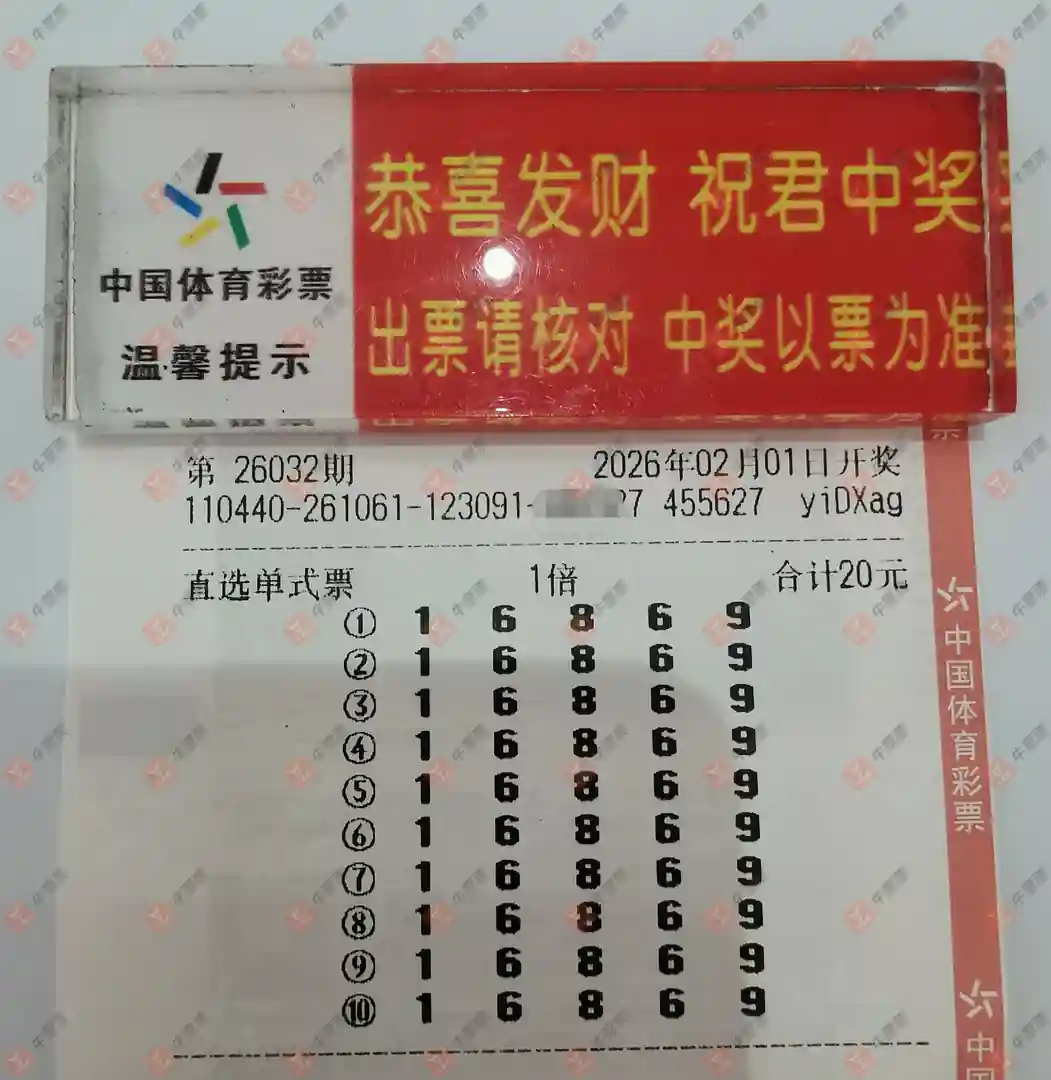 恭喜发财 祝君中奖
中国体育彩票
出票请核对 中奖以票为准
温馨提示
票
第 26032期 2026年02月01日开奖
110440-261061-123091- 27 455627 yiDXag
直选单式票 1倍 合计20元
① 1 6 8 6 9
② 1 6 8 6 9
③ 1 6 8 6 9
④ 1 6 8 6 9
⑤ 1 6 8 6 9
⑥ 1 6 8 6 9
⑦ 1 6 8 6 9
⑧ 1 6 8 6 9
⑨ 1 6 8 6 9
⑩ 1 6 8 6 9
中国体育彩票
中国